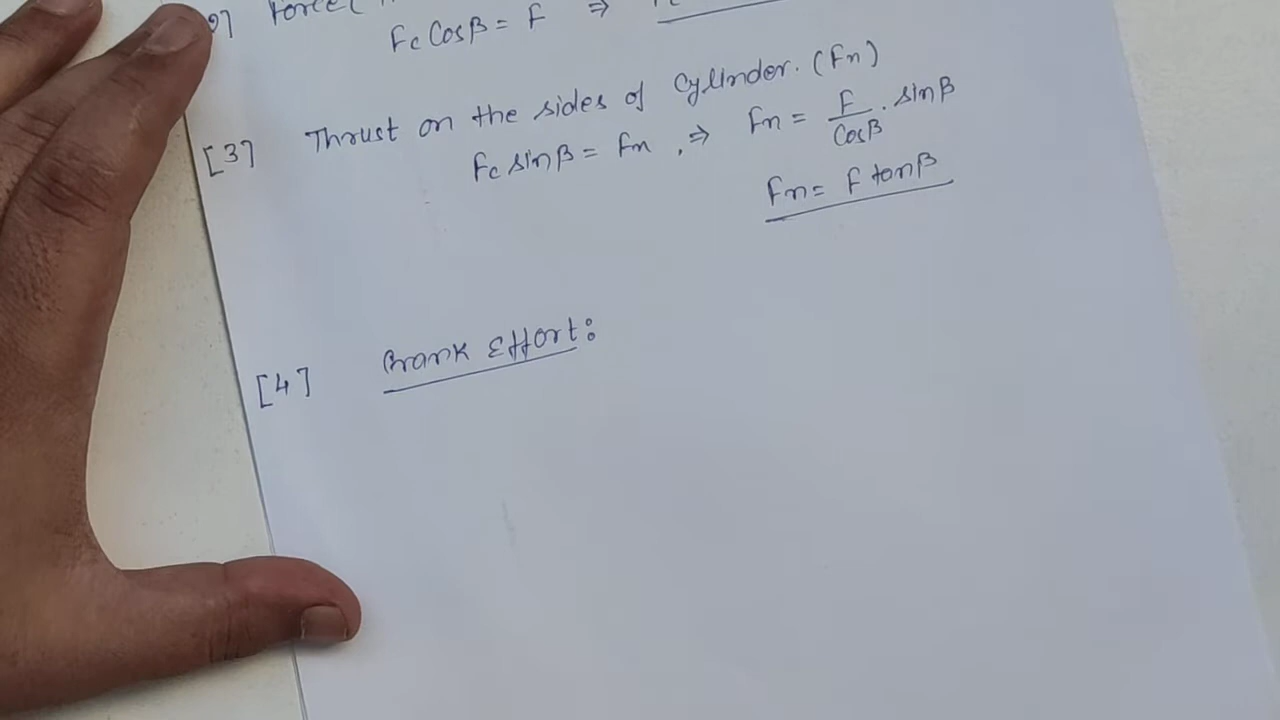 Force(
Fc Cosβ = F ⇒
[3] Thrust on the sides of Cylinder. (Fn)
Fc sinβ = Fn, ⇒ Fn = F/Cosβ . sinβ
Fn = F tanβ
[4] Crank Effort: